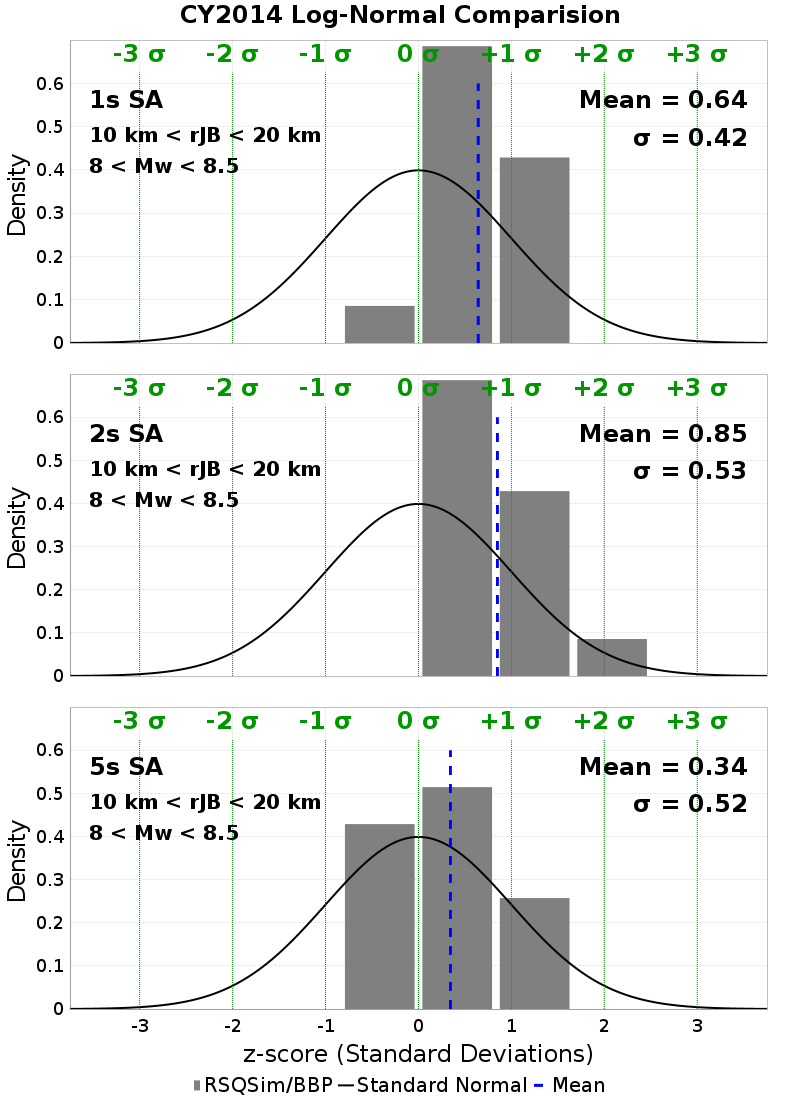 CY2014 Log-Normal Comparision
-3 σ -2 σ -1 σ 0 σ +1 σ +2 σ +3 σ
1s SA
10 km < rJB < 20 km
8 < Mw < 8.5
Mean = 0.64
σ = 0.42
Density
0.6
0.5
0.4
0.3
0.2
0.1
0
-3 σ -2 σ -1 σ 0 σ +1 σ +2 σ +3 σ
2s SA
10 km < rJB < 20 km
8 < Mw < 8.5
Mean = 0.85
σ = 0.53
Density
0.6
0.5
0.4
0.3
0.2
0.1
0
-3 σ -2 σ -1 σ 0 σ +1 σ +2 σ +3 σ
5s SA
10 km < rJB < 20 km
8 < Mw < 8.5
Mean = 0.34
σ = 0.52
Density
0.6
0.5
0.4
0.3
0.2
0.1
0
-3 -2 -1 0 1 2 3
z-score (Standard Deviations)
RSQSim/BBP Standard Normal Mean